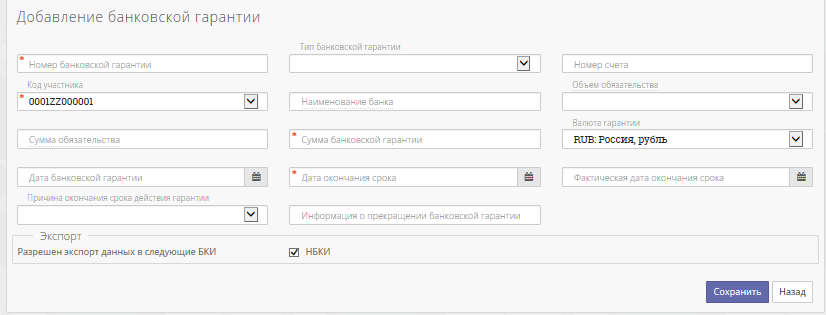 Добавление банковской гарантии
Тип банковской гарантии
* Номер банковской гарантии
Номер счета
Код участника
Объем обязательства
* 0001ZZ000001
Наименование банка
Валюта гарантии
Сумма обязательства
* Сумма банковской гарантии
RUB: Россия, рубль
Дата банковской гарантии
* Дата окончания срока
Фактическая дата окончания срока
Причина окончания срока действия гарантии
Информация о прекращении банковской гарантии
Экспорт
Разрешен экспорт данных в следующие БКИ
НБКИ
Сохранить
Назад